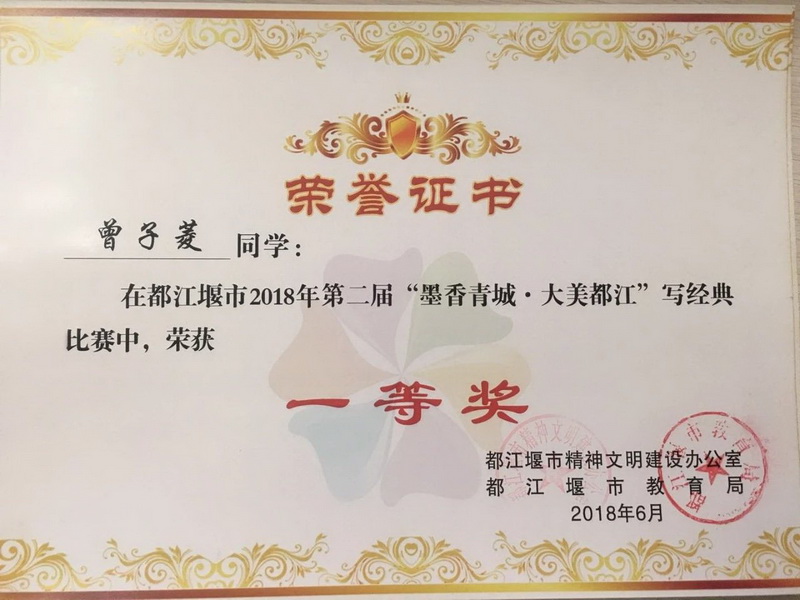 荣誉证书
曾子菱 同学：
在都江堰市2018年第二届“墨香青城·大美都江”写经典
比赛中，荣获
一等奖
都江堰市精神文明建设办公室
都江堰市教育局
2018年6月